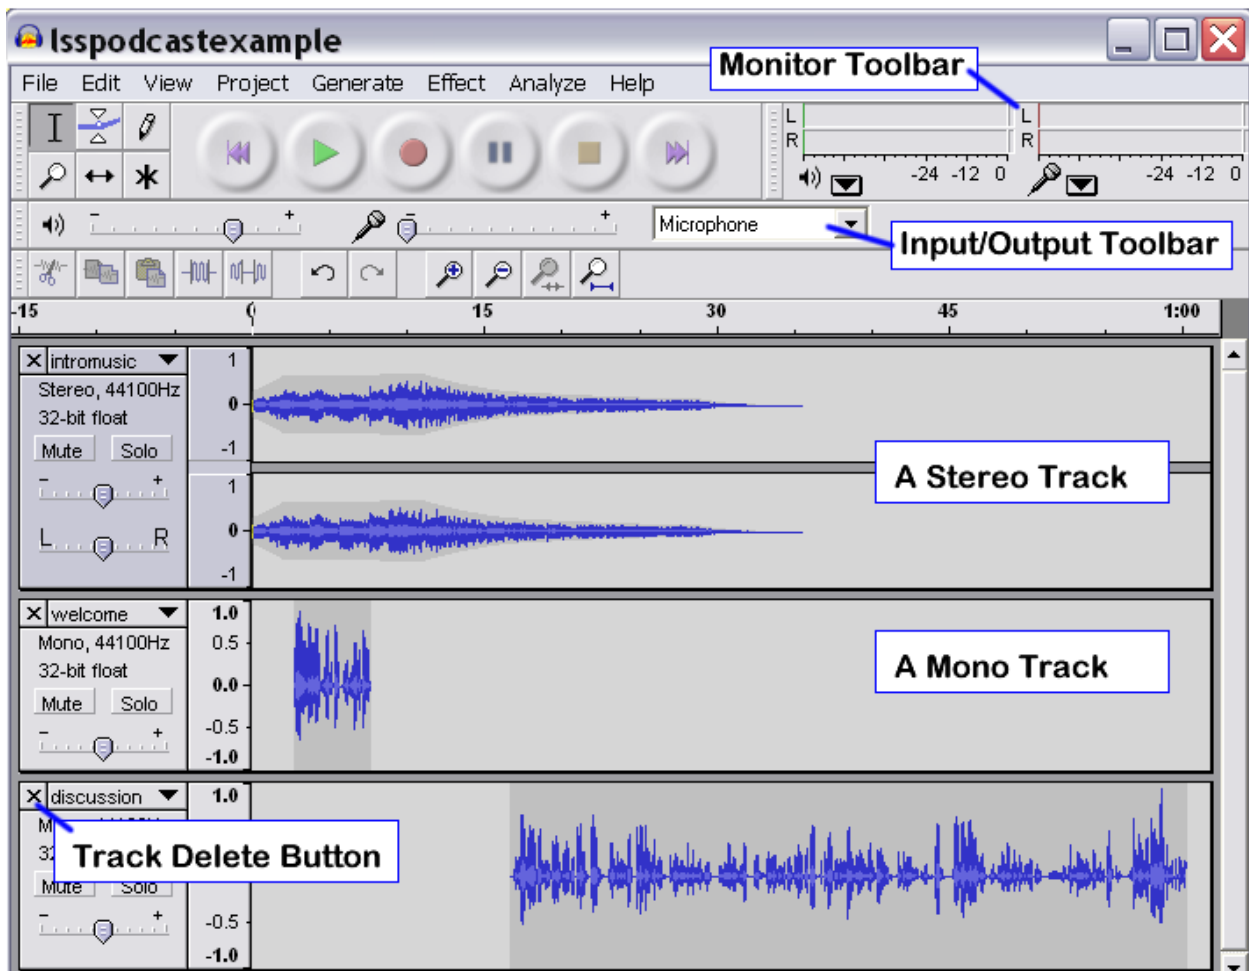 lsspodcastexample
File Edit View Project Generate Effect Analyze Help
Monitor Toolbar
L L
R R
-24 -12 0 -24 -12 0
- + - + Microphone
Input/Output Toolbar
-15 0 15 30 45 1:00
X intromusic
Stereo, 44100Hz
32-bit float
Mute Solo
- +
L R
1
0
-1
1
0
-1
A Stereo Track
X welcome
Mono, 44100Hz
32-bit float
Mute Solo
- +
1.0
0.5
0.0
-0.5
-1.0
A Mono Track
X discussion
Track Delete Button
Mute Solo
- +
1.0
-0.5
-1.0